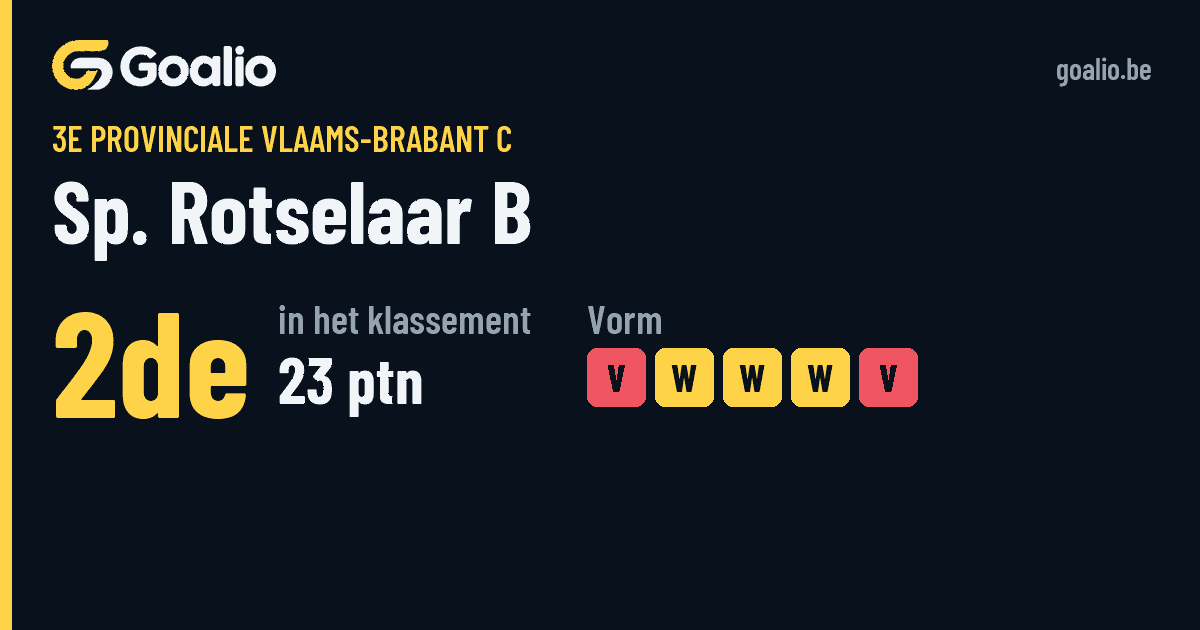 Goalio
goalio.be
3E PROVINCIALE VLAAMS-BRABANT C
Sp. Rotselaar B
2de
in het klassement
23 ptn
Vorm
V W W W V